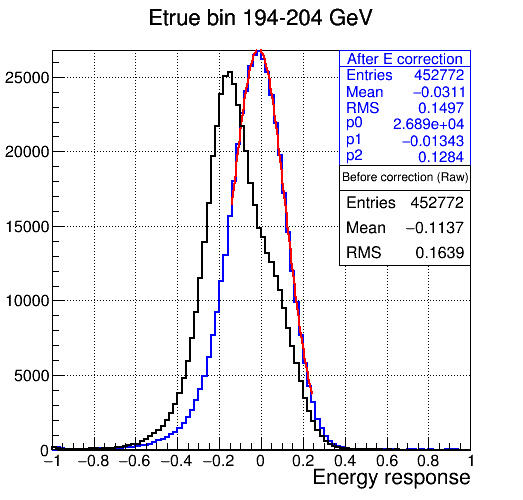 Etrue bin 194-204 GeV
After E correction
Entries 452772
Mean −0.0311
RMS 0.1497
p0 2.689e+04
p1 −0.01343
p2 0.1284
Before correction (Raw)
Entries 452772
Mean −0.1137
RMS 0.1639
25000
20000
15000
10000
5000
0
−1 −0.8 −0.6 −0.4 −0.2 0 0.2 0.4 0.6 0.8 1
Energy response